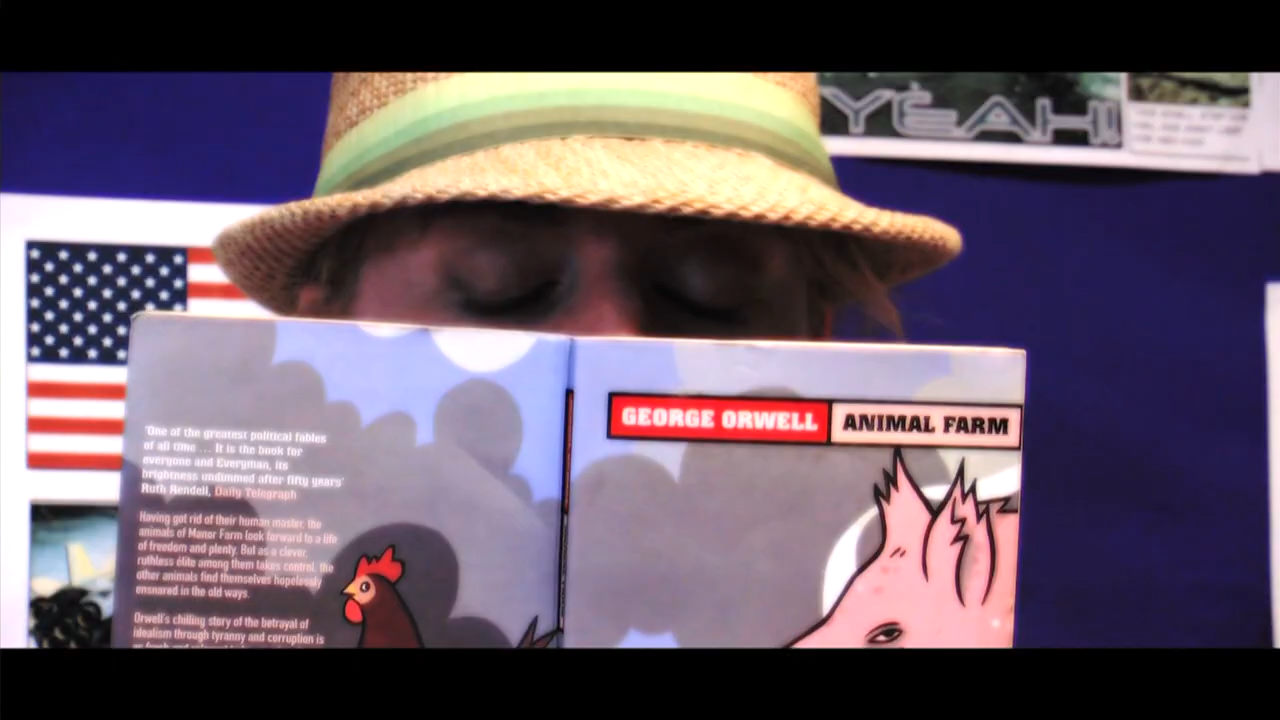 YEAH!
GEORGE ORWELL ANIMAL FARM
'One of the greatest political fables
of all time ... It is the book for
everyone and Everyman, its
brightness undimmed after fifty years'
Ruth Rendell, Daily Telegraph
Having got rid of their human master, the
animals of Manor Farm look forward to a life
of freedom and plenty. But as a clever,
ruthless élite among them takes control, the
other animals find themselves hopelessly
ensnared in the old ways.
Orwell's chilling story of the betrayal of
idealism through tyranny and corruption is